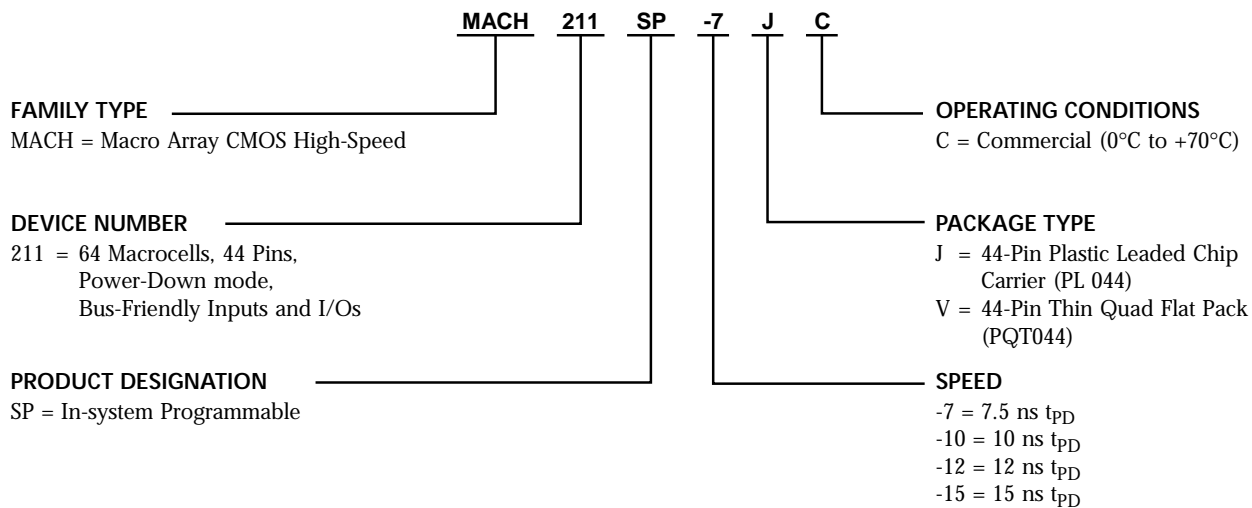 MACH 211 SP -7 J C
FAMILY TYPE
MACH = Macro Array CMOS High-Speed
DEVICE NUMBER
211 = 64 Macrocells, 44 Pins,
Power-Down mode,
Bus-Friendly Inputs and I/Os
PRODUCT DESIGNATION
SP = In-system Programmable
OPERATING CONDITIONS
C = Commercial (0°C to +70°C)
PACKAGE TYPE
J = 44-Pin Plastic Leaded Chip
Carrier (PL 044)
V = 44-Pin Thin Quad Flat Pack
(PQT044)
SPEED
-7 = 7.5 ns tPD
-10 = 10 ns tPD
-12 = 12 ns tPD
-15 = 15 ns tPD